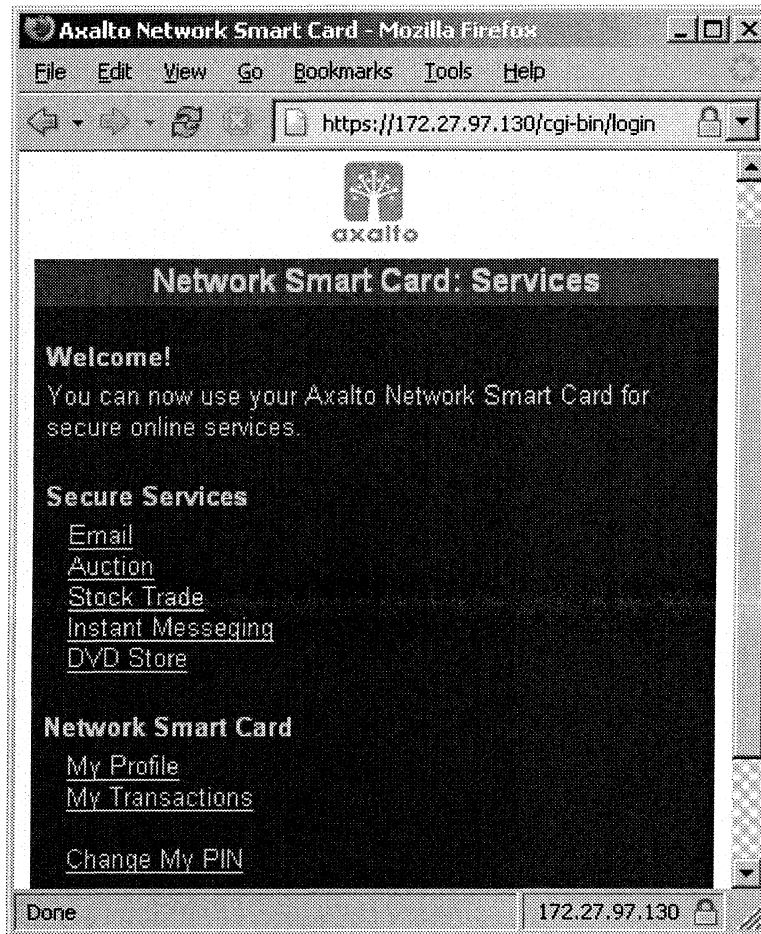 Axalto Network Smart Card - Mozilla Firefox
File Edit View Go Bookmarks Tools Help
https://172.27.97.130/cgi-bin/login
axalto
Network Smart Card: Services
Welcome!
You can now use your Axalto Network Smart Card for
secure online services.
Secure Services
Email
Auction
Stock Trade
Instant Messeging
DVD Store
Network Smart Card
My Profile
My Transactions
Change My PIN
Done 172.27.97.130